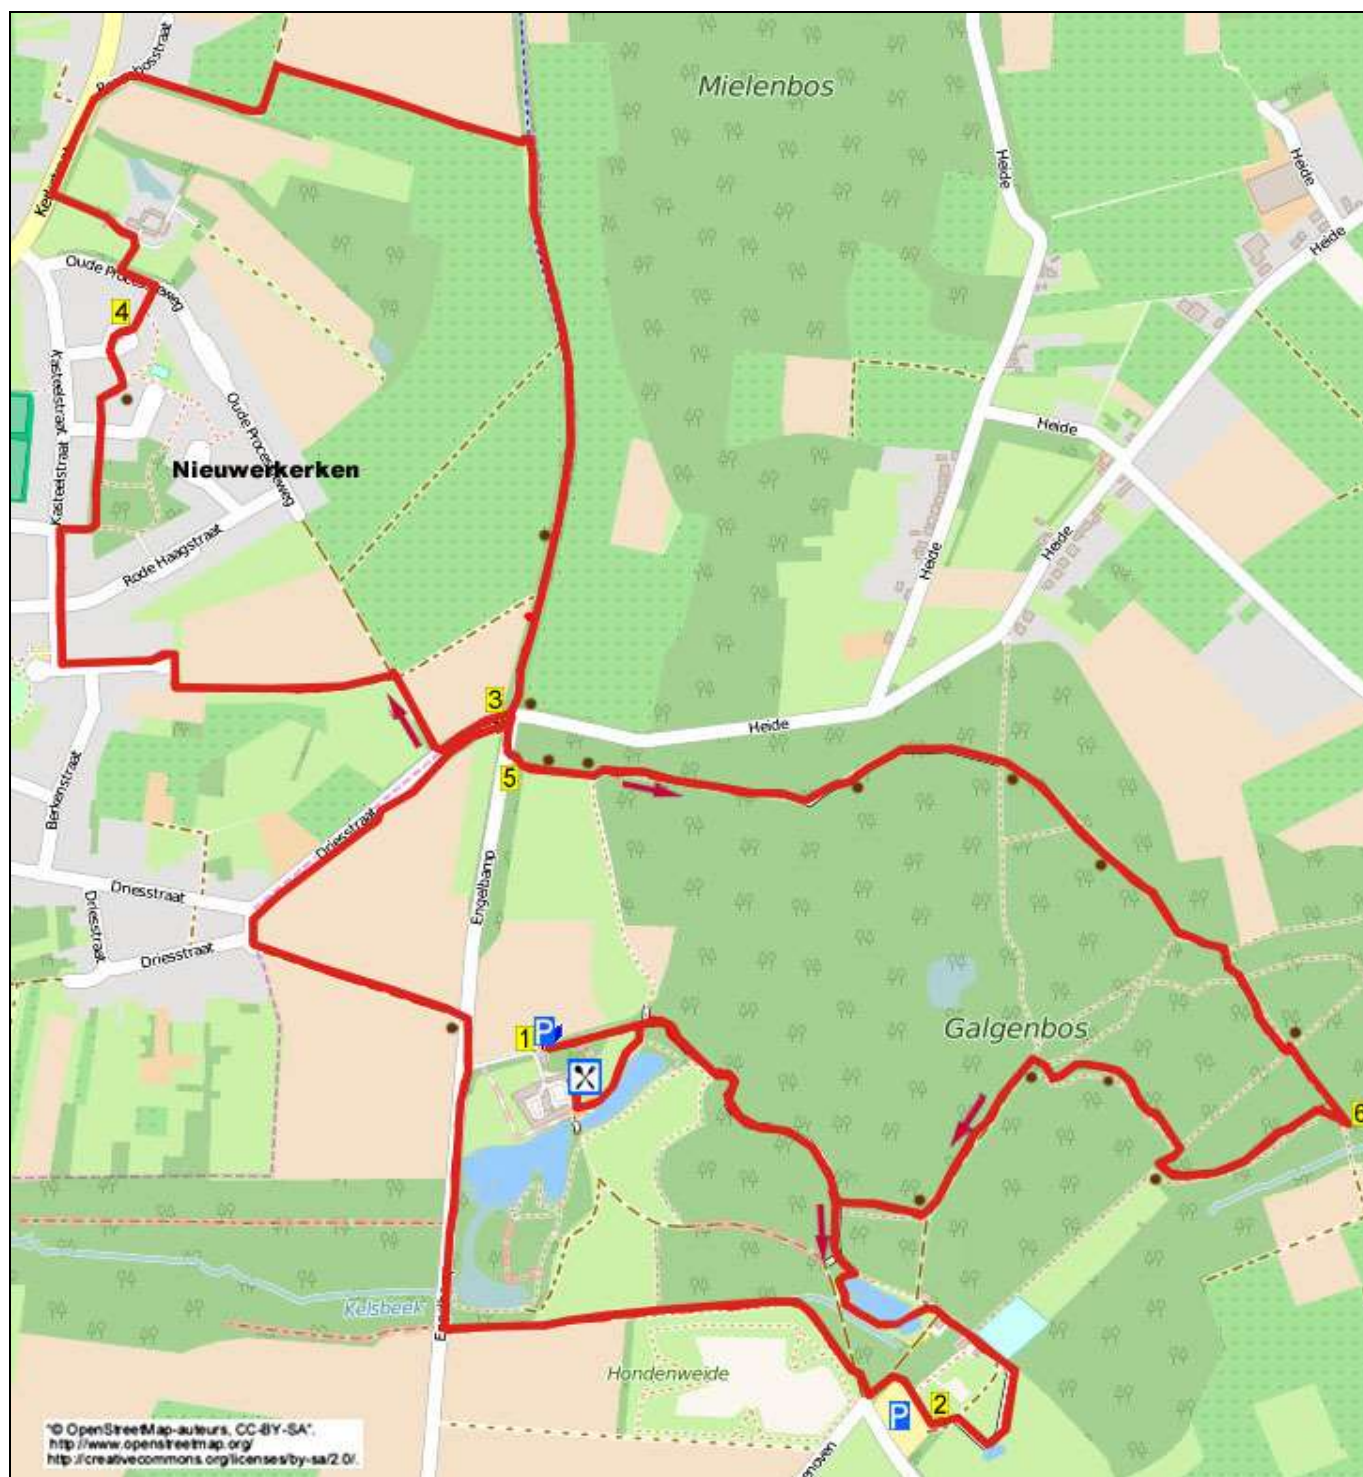 Mielenbos
Heide
Heide
Heide
Oude Processieweg
4
Kasteelstraat
Kasteelstraat
Oude Processieweg
Heide
Nieuwerkerken
Heide
Heide
Rode Haagstraat
3
Heide
5
Berkenstraat
Driesstraat
Engelbamp
Driesstraat
Driesstraat
Driesstraat
Galgenbos
1 P
6
Kelsbeek
Hondenweide
2
P
"© OpenStreetMap-auteurs, CC-BY-SA",
http://www.openstreetmap.org/
http://creativecommons.org/licenses/by-sa/2.0/.